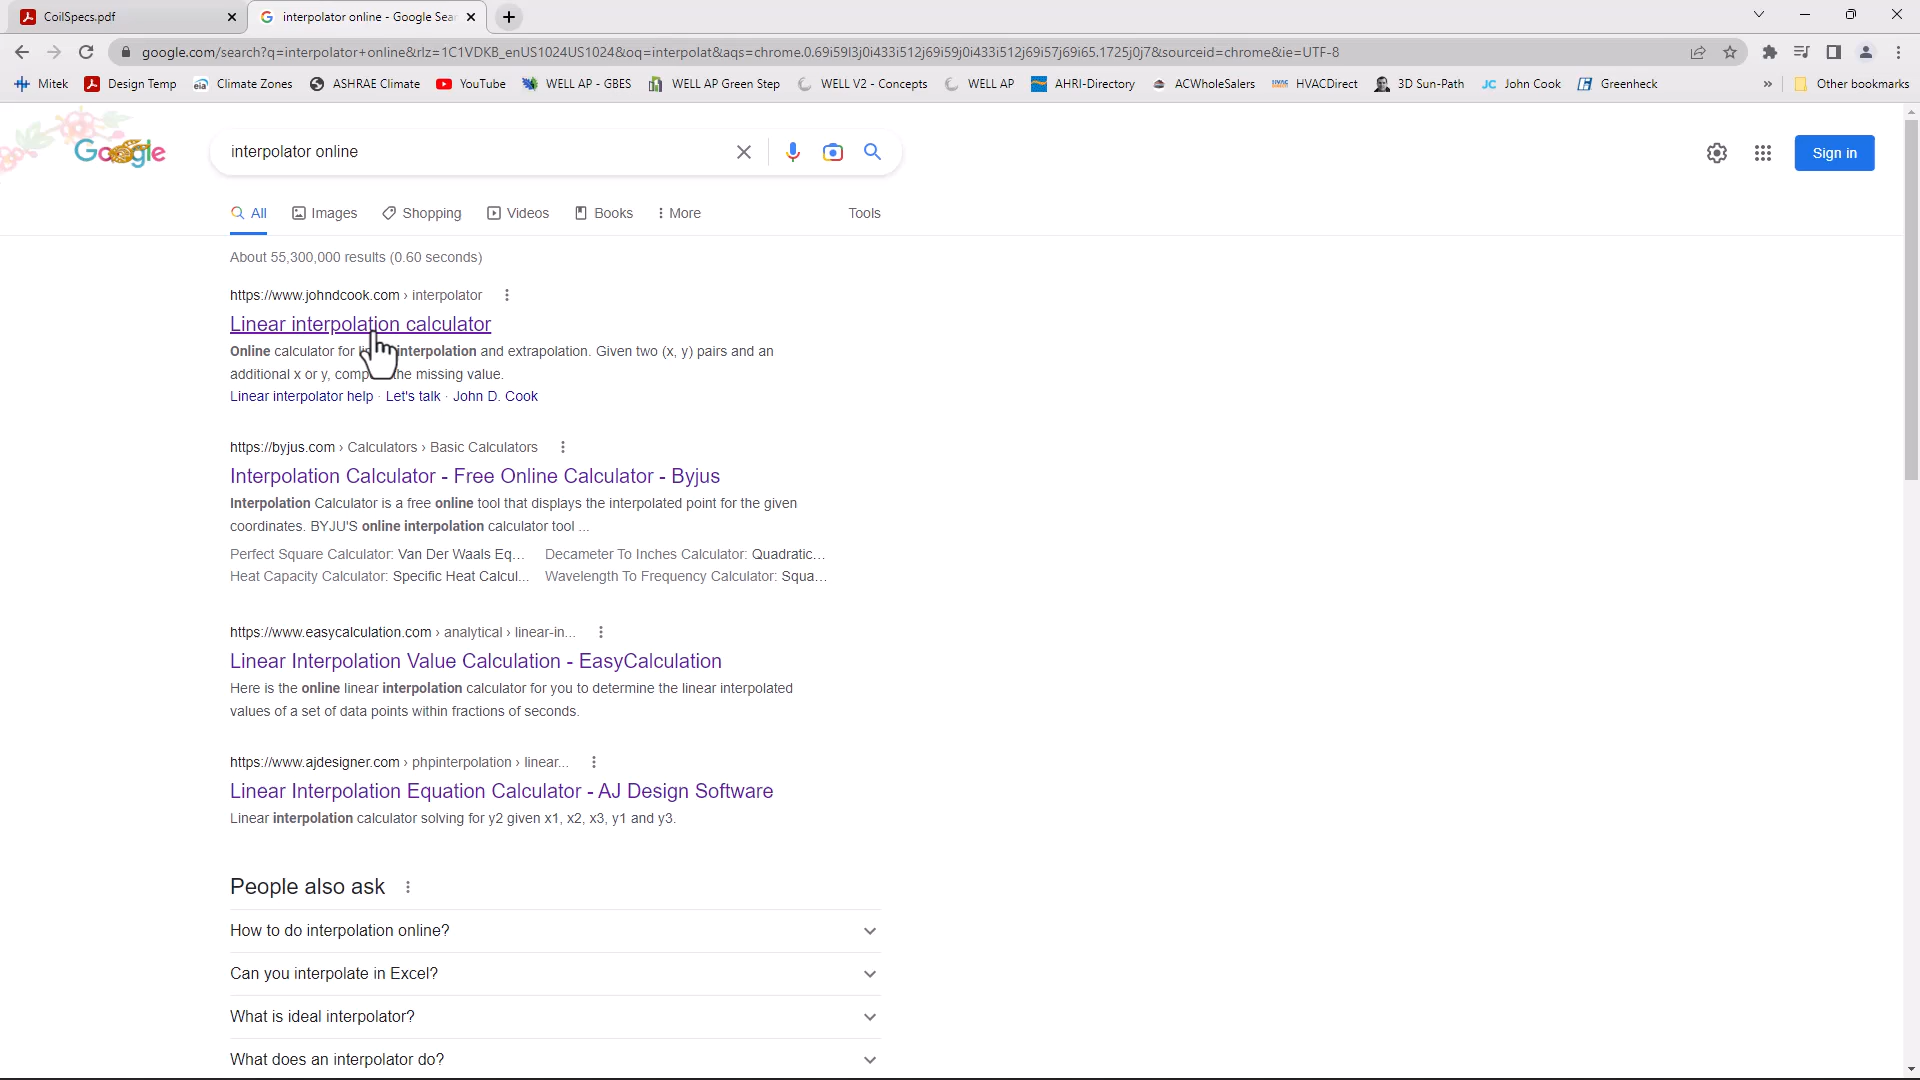 CoilSpecs.pdf
interpolator online - Google Sear
google.com/search?q=interpolator+online&rlz=1C1VDKB_enUS1024US1024&oq=interpolat&aqs=chrome.0.69i59l3j0i433i512j69i59j0i433i512j69i57j69i65.1725j0j7&sourceid=chrome&ie=UTF-8
Mitek Design Temp Climate Zones ASHRAE Climate YouTube WELL AP - GBES WELL AP Green Step WELL V2 - Concepts WELL AP AHRI-Directory ACWholeSalers HVACDirect 3D Sun-Path JC John Cook Greenheck » Other bookmarks
Google
interpolator online
Sign in
All Images Shopping Videos Books More Tools
About 55,300,000 results (0.60 seconds)
https://www.johndcook.com › interpolator
Linear interpolation calculator
Online calculator for interpolation and extrapolation. Given two (x, y) pairs and an
additional x or y, the missing value.
Linear interpolator help · Let's talk · John D. Cook
https://byjus.com › Calculators › Basic Calculators
Interpolation Calculator - Free Online Calculator - Byjus
Interpolation Calculator is a free online tool that displays the interpolated point for the given
coordinates. BYJU'S online interpolation calculator tool ...
Perfect Square Calculator: Van Der Waals Eq... Decameter To Inches Calculator: Quadratic...
Heat Capacity Calculator: Specific Heat Calcul... Wavelength To Frequency Calculator: Squa...
https://www.easycalculation.com › analytical › linear-in...
Linear Interpolation Value Calculation - EasyCalculation
Here is the online linear interpolation calculator for you to determine the linear interpolated
values of a set of data points within fractions of seconds.
https://www.ajdesigner.com › phpinterpolation › linear...
Linear Interpolation Equation Calculator - AJ Design Software
Linear interpolation calculator solving for y2 given x1, x2, x3, y1 and y3.
People also ask
How to do interpolation online?
Can you interpolate in Excel?
What is ideal interpolator?
What does an interpolator do?